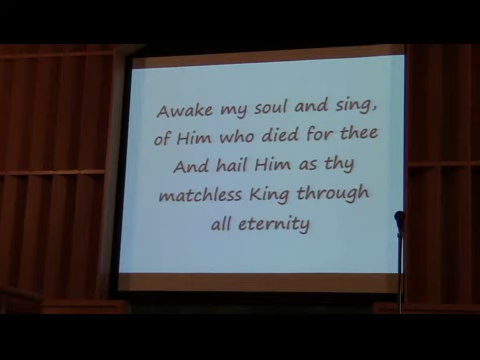 Awake my soul and sing,
of Him who died for thee
And hail Him as thy
matchless King through
all eternity